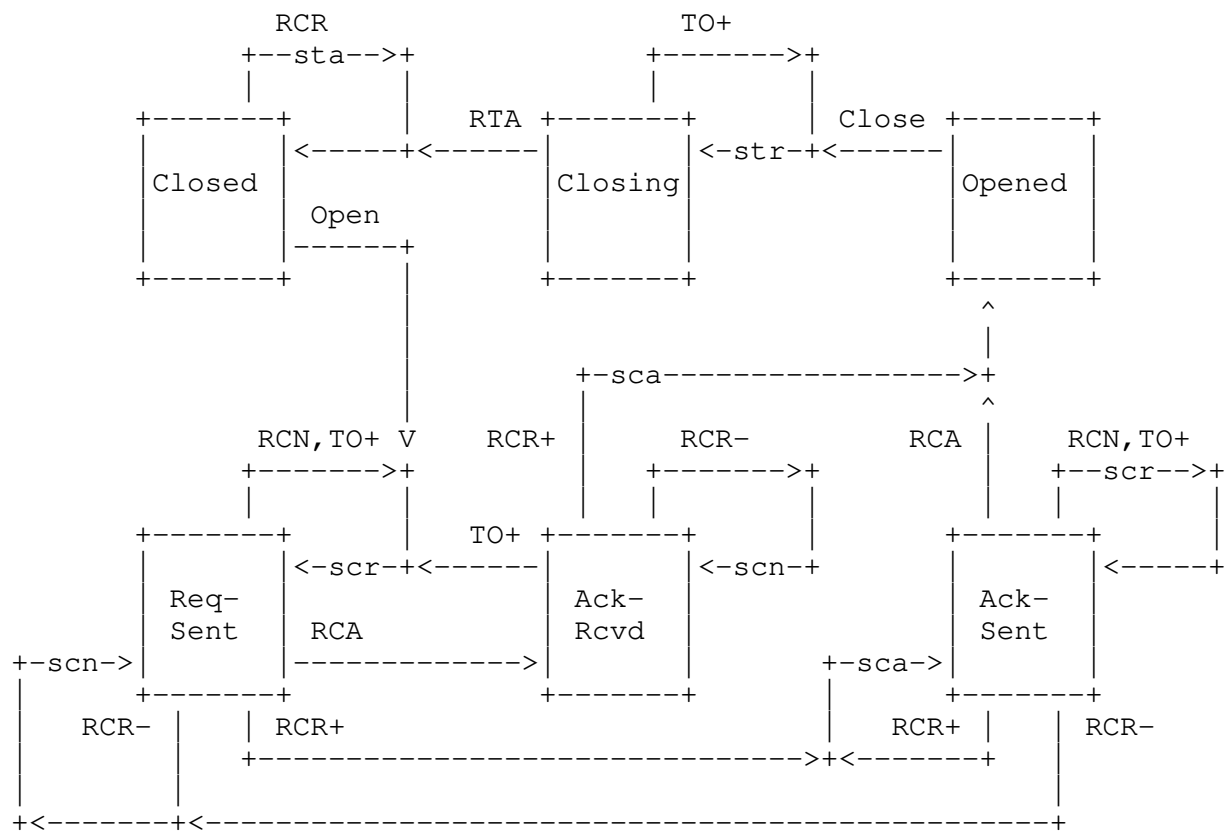 RCR                    TO+
+--sta-->+             +------->+
|        |             |        |
+-------+  |   RTA +-------+  | Close +-------+
|       |<-----+<------|       |<-str-+<------|       |
|Closed |              |Closing|              |Opened |
|       | Open         |       |              |       |
|       |------+       |       |              |       |
+-------+      |       +-------+              +-------+
|                                ^
|                                |
|         +-sca----------------->+
|         |                      ^
RCN,TO+ V    RCR+ |     RCR-         RCA |    RCN,TO+
+------->+         |   +------->+         |   +--scr-->+
|        |         |   |        |         |   |        |
+-------+  |   TO+ +-------+      |       +-------+      |
|       |<-scr-+<------|       |<-scn-+       |       |<-----+
| Req-  |              | Ack-  |              | Ack-  |
| Sent  | RCA          | Rcvd  |              | Sent  |
+-scn->|       |------------->|       |       +-sca->|       |
|      +-------+              +-------+       |      +-------+
| RCR- |   | RCR+                             | RCR+ |   | RCR-
|      |   +------------------------------->+<------+   |
|      |                                                |
+<-------+<------------------------------------------------+